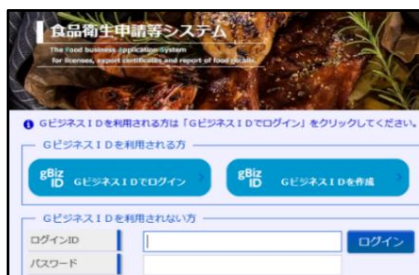 食品衛生申請等システム
The Food business application system
for licenses, export certificates and report of food recalls.
GビジネスIDを利用される方は「GビジネスIDでログイン」をクリックしてください。
GビジネスIDを利用される方
gBiz ID GビジネスIDでログイン
gBiz ID GビジネスIDを作成
GビジネスIDを利用されない方
ログインID
ログイン
パスワード